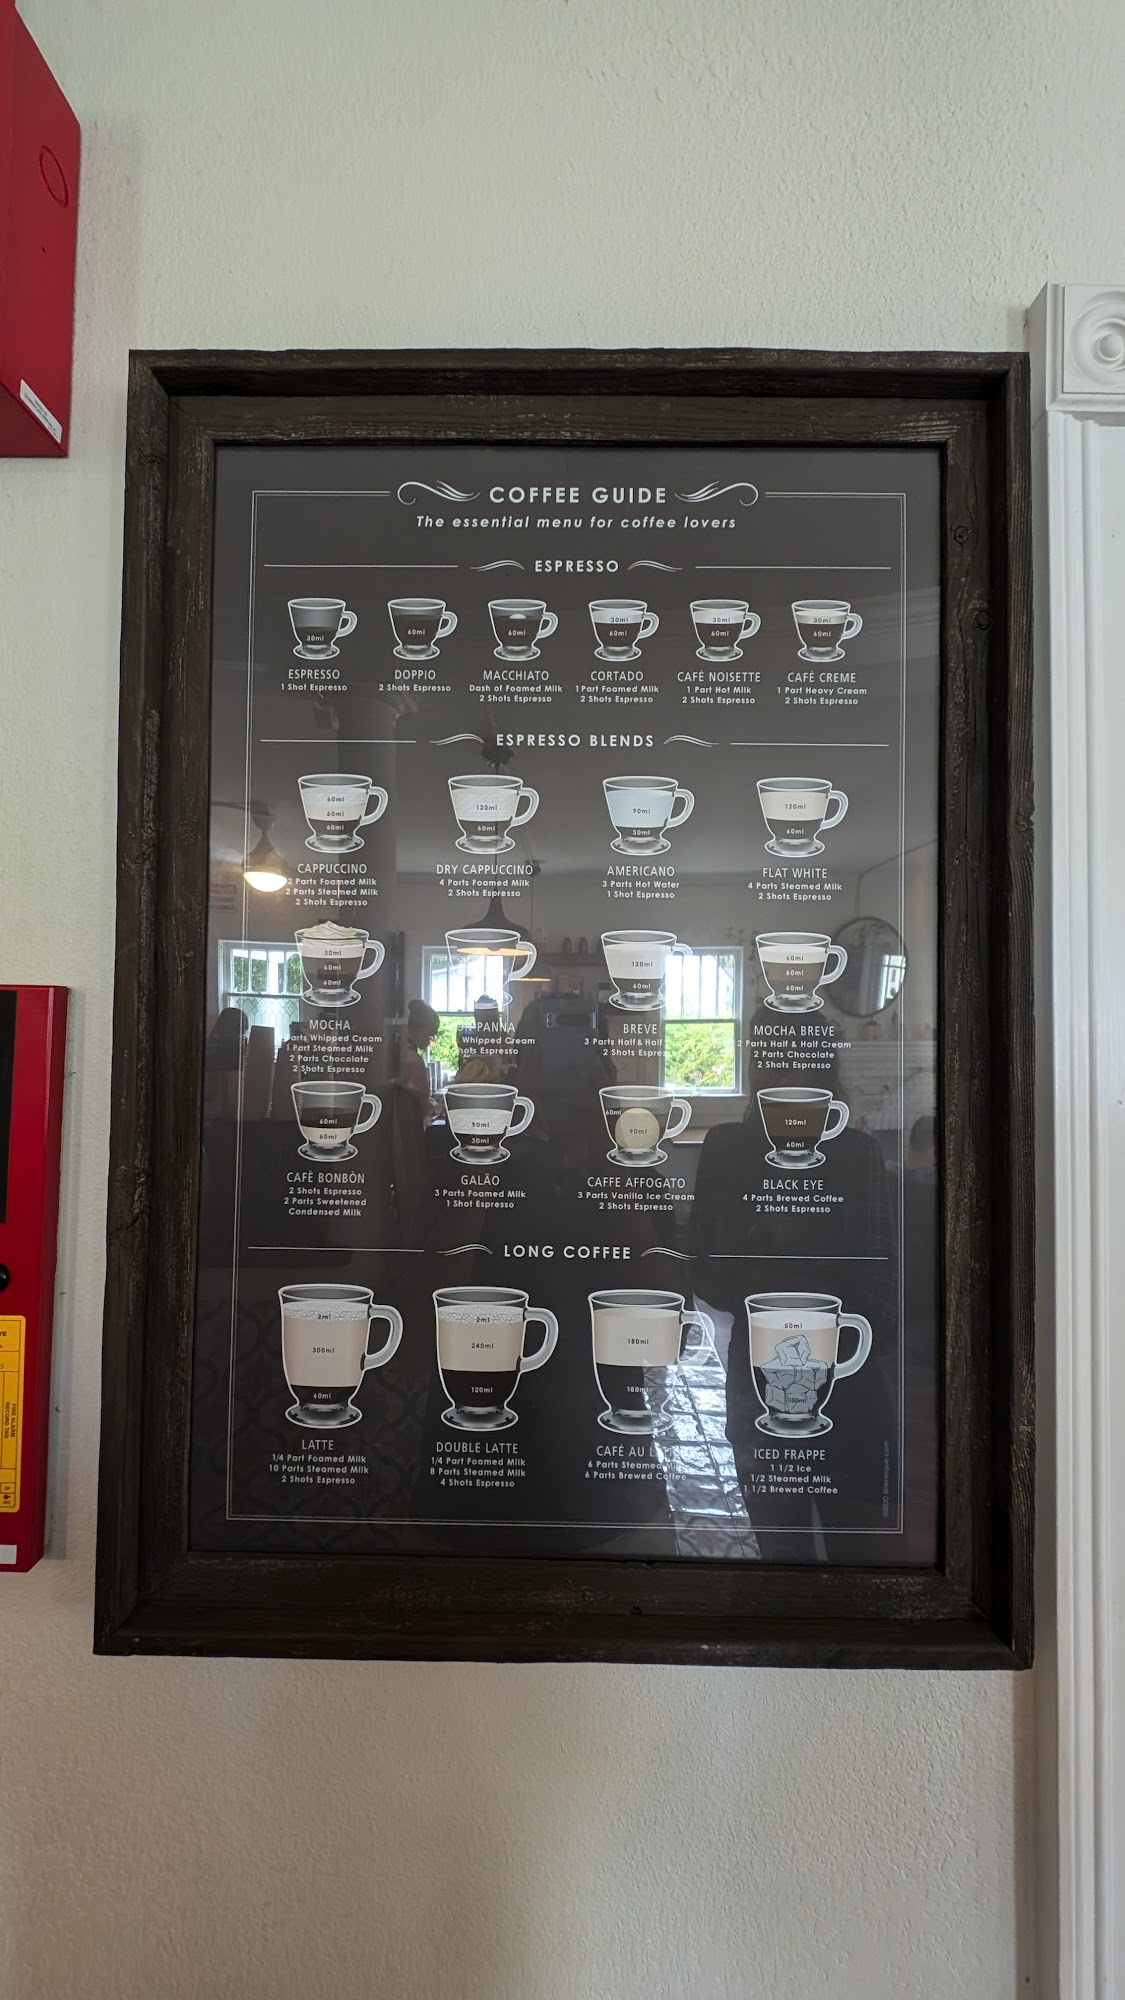 COFFEE GUIDE
The essential menu for coffee lovers
ESPRESSO
30ml
60ml
60ml
30ml
60ml
30ml
60ml
30ml
60ml
ESPRESSO
1 Shot Espresso
DOPPIO
2 Shots Espresso
MACCHIATO
Dash of Foamed Milk
2 Shots Espresso
CORTADO
1 Part Foamed Milk
2 Shots Espresso
CAFÉ NOISETTE
1 Part Hot Milk
2 Shots Espresso
CAFÉ CREME
1 Part Heavy Cream
2 Shots Espresso
ESPRESSO BLENDS
60ml
60ml
60ml
CAPPUCCINO
2 Parts Foamed Milk
2 Parts Steamed Milk
2 Shots Espresso
120ml
60ml
DRY CAPPUCCINO
4 Parts Foamed Milk
2 Shots Espresso
90ml
30ml
AMERICANO
3 Parts Hot Water
1 Shot Espresso
120ml
60ml
FLAT WHITE
4 Parts Steamed Milk
2 Shots Espresso
30ml
60ml
60ml
MOCHA
Whipped Cream
1 Part Steamed Milk
2 Parts Chocolate
2 Shots Espresso
PANNA
Whipped Cream
Espresso
120ml
60ml
BREVE
3 Parts Half & Half
2 Shots Espresso
60ml
60ml
60ml
MOCHA BREVE
2 Parts Half & Half Cream
2 Parts Chocolate
2 Shots Espresso
60ml
60ml
CAFÈ BONBÒN
2 Shots Espresso
2 Parts Sweetened
Condensed Milk
90ml
30ml
GALÃO
3 Parts Foamed Milk
1 Shot Espresso
60ml
90ml
CAFFE AFFOGATO
3 Parts Vanilla Ice Cream
2 Shots Espresso
120ml
60ml
BLACK EYE
4 Parts Brewed Coffee
2 Shots Espresso
LONG COFFEE
2ml
300ml
60ml
LATTE
1/4 Part Foamed Milk
10 Parts Steamed Milk
2 Shots Espresso
2ml
240ml
120ml
DOUBLE LATTE
1/4 Part Foamed Milk
8 Parts Steamed Milk
4 Shots Espresso
180ml
180ml
CAFÉ AU
6 Parts Steamed Milk
6 Parts Brewed Coffee
50ml
ICED FRAPPE
1 1/2 Ice
1/2 Steamed Milk
1 1/2 Brewed Coffee
FIRE ALARM
RECORD TAG